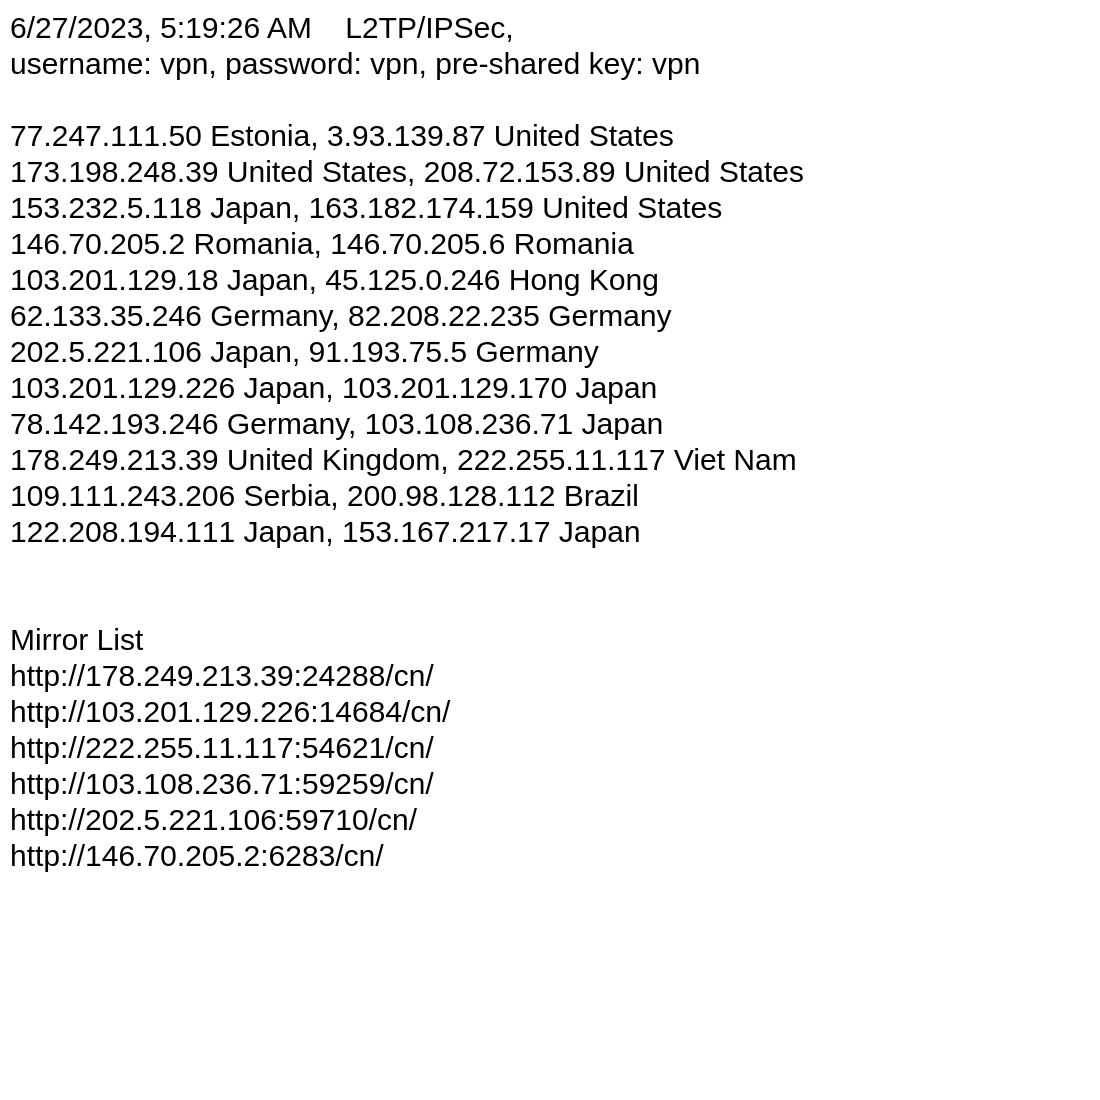 6/27/2023, 5:19:26 AM    L2TP/IPSec,
username: vpn, password: vpn, pre-shared key: vpn
77.247.111.50 Estonia, 3.93.139.87 United States
173.198.248.39 United States, 208.72.153.89 United States
153.232.5.118 Japan, 163.182.174.159 United States
146.70.205.2 Romania, 146.70.205.6 Romania
103.201.129.18 Japan, 45.125.0.246 Hong Kong
62.133.35.246 Germany, 82.208.22.235 Germany
202.5.221.106 Japan, 91.193.75.5 Germany
103.201.129.226 Japan, 103.201.129.170 Japan
78.142.193.246 Germany, 103.108.236.71 Japan
178.249.213.39 United Kingdom, 222.255.11.117 Viet Nam
109.111.243.206 Serbia, 200.98.128.112 Brazil
122.208.194.111 Japan, 153.167.217.17 Japan
Mirror List
http://178.249.213.39:24288/cn/
http://103.201.129.226:14684/cn/
http://222.255.11.117:54621/cn/
http://103.108.236.71:59259/cn/
http://202.5.221.106:59710/cn/
http://146.70.205.2:6283/cn/